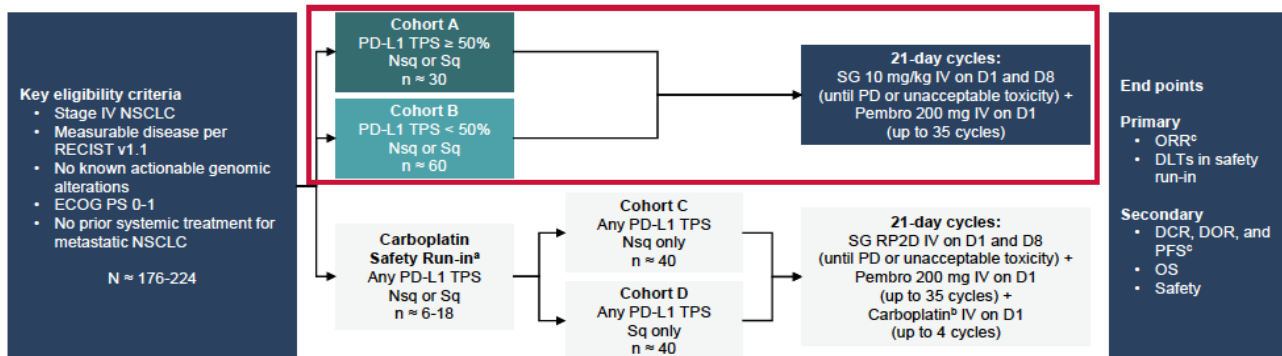 Key eligibility criteria
• Stage IV NSCLC
• Measurable disease per
RECIST v1.1
• No known actionable genomic
alterations
• ECOG PS 0-1
• No prior systemic treatment for
metastatic NSCLC
N ≈ 176-224
Cohort A
PD-L1 TPS ≥ 50%
Nsq or Sq
n ≈ 30
Cohort B
PD-L1 TPS < 50%
Nsq or Sq
n ≈ 60
21-day cycles:
SG 10 mg/kg IV on D1 and D8
(until PD or unacceptable toxicity) +
Pembro 200 mg IV on D1
(up to 35 cycles)
Carboplatin
Safety Run-inᵃ
Any PD-L1 TPS
Nsq or Sq
n ≈ 6-18
Cohort C
Any PD-L1 TPS
Nsq only
n ≈ 40
Cohort D
Any PD-L1 TPS
Sq only
n ≈ 40
21-day cycles:
SG RP2D IV on D1 and D8
(until PD or unacceptable toxicity) +
Pembro 200 mg IV on D1
(up to 35 cycles) +
Carboplatinᵇ IV on D1
(up to 4 cycles)
End points
Primary
• ORRᶜ
• DLTs in safety
run-in
Secondary
• DCR, DOR, and
PFSᶜ
• OS
• Safety